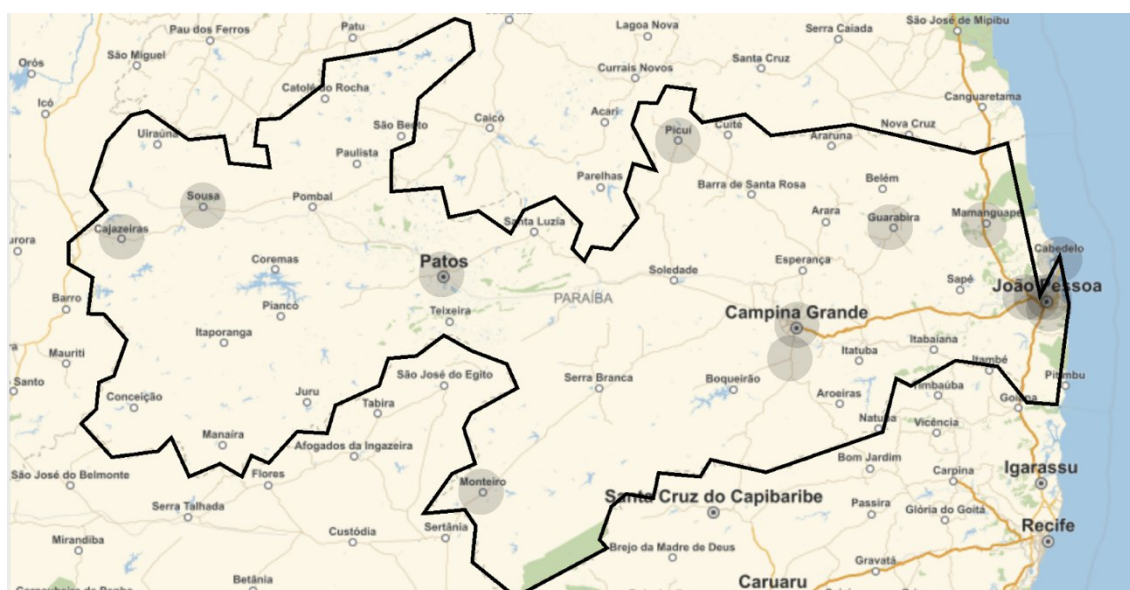 São José de Mipibu
Pau dos Ferros
Patu
Lagoa Nova
Serra Caiada
São Miguel
Orós
Currais Novos
Santa Cruz
Catolé do Rocha
Icó
Canguaretama
Acari
São Bento
Caicó
Uiraúna
Picuí
Cuité
Araruna
Nova Cruz
Paulista
Parelhas
Belém
Barra de Santa Rosa
Sousa
Pombal
Arara
Guarabira
Mamanguape
Santa Luzia
Cajazeiras
Cabedelo
Coremas
Patos
Soledade
Esperança
Sapé
João Pessoa
Barro
Piancó
PARAÍBA
Teixeira
Campina Grande
Itaporanga
Itabaiana
Mauriti
Itatuba
Itambé
São José do Egito
Serra Branca
Boqueirão
Pitimbu
Santo
Timbaúba
Conceição
Juru
Tabira
Aroeiras
Goiana
Natuba
Vicência
Manaíra
Afogados da Ingazeira
Bom Jardim
São José do Belmonte
Flores
Carpina
Igarassu
Monteiro
Santa Cruz do Capibaribe
Serra Talhada
Passira
Glória do Goitá
Custódia
Sertânia
Recife
Mirandiba
Brejo da Madre de Deus
Gravatá
Betânia
Caruaru